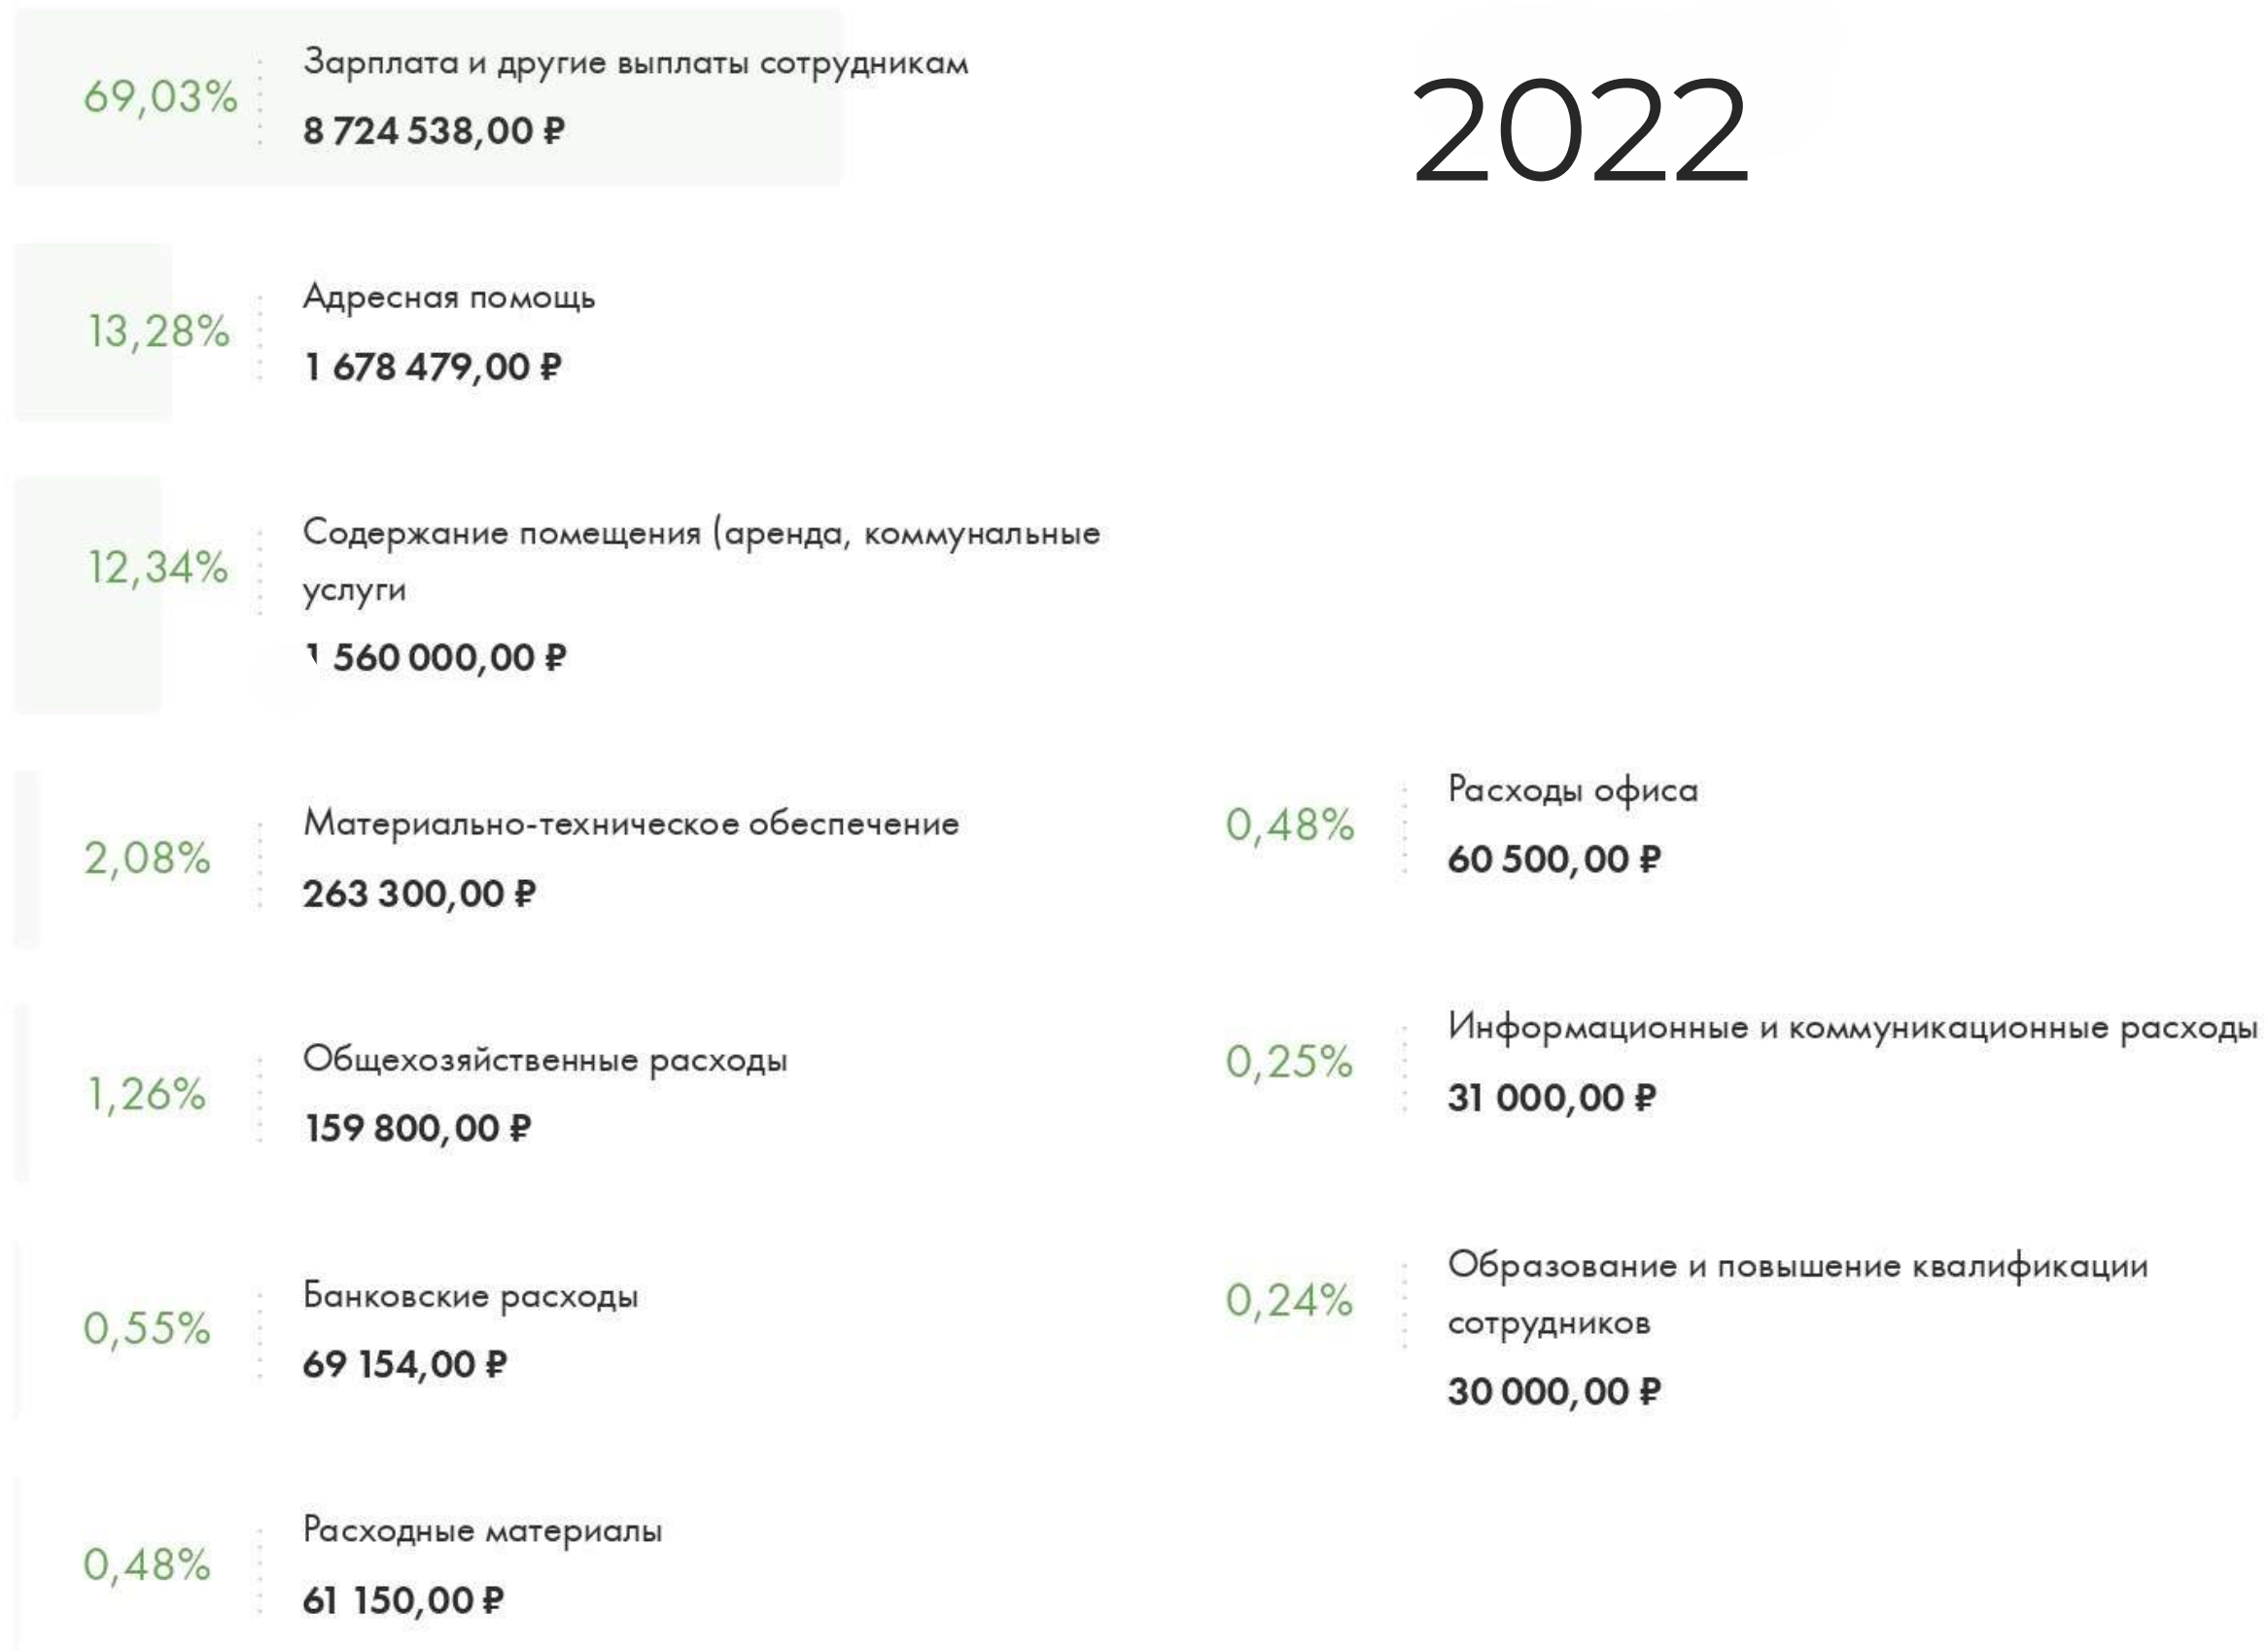 69,03%
Зарплата и другие выплаты сотрудникам
8 724 538,00 ₽
2022
13,28%
Адресная помощь
1 678 479,00 ₽
12,34%
Содержание помещения (аренда, коммунальные
услуги
1 560 000,00 ₽
2,08%
Материально-техническое обеспечение
263 300,00 ₽
1,26%
Общехозяйственные расходы
159 800,00 ₽
0,55%
Банковские расходы
69 154,00 ₽
0,48%
Расходные материалы
61 150,00 ₽
0,48%
Расходы офиса
60 500,00 ₽
0,25%
Информационные и коммуникационные расходы
31 000,00 ₽
0,24%
Образование и повышение квалификации
сотрудников
30 000,00 ₽